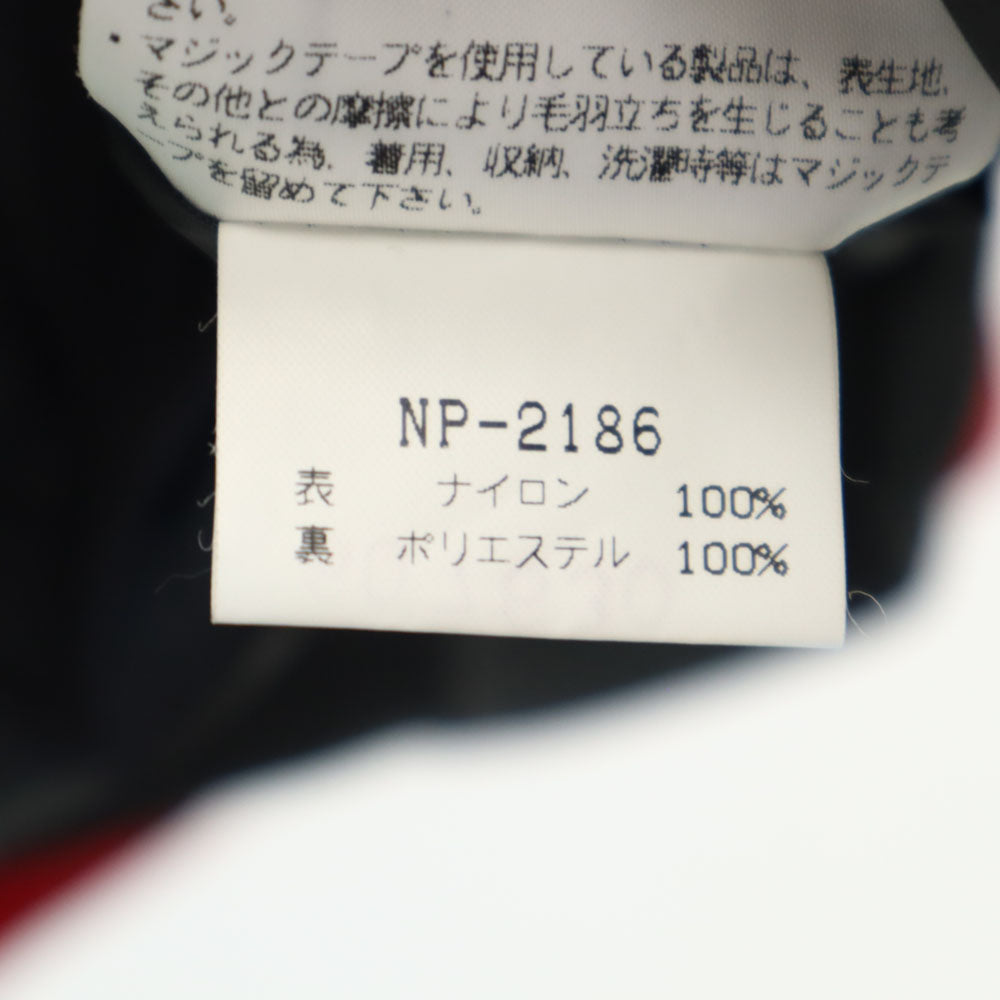 さい。
・マジックテープを使用している製品は、表生地、
その他との摩擦により毛羽立ちを生じることも考
えられる為、着用、収納、洗濯時等はマジックテ
ープを留めて下さい。
NP-2186
表 ナイロン 100%
裏 ポリエステル 100%